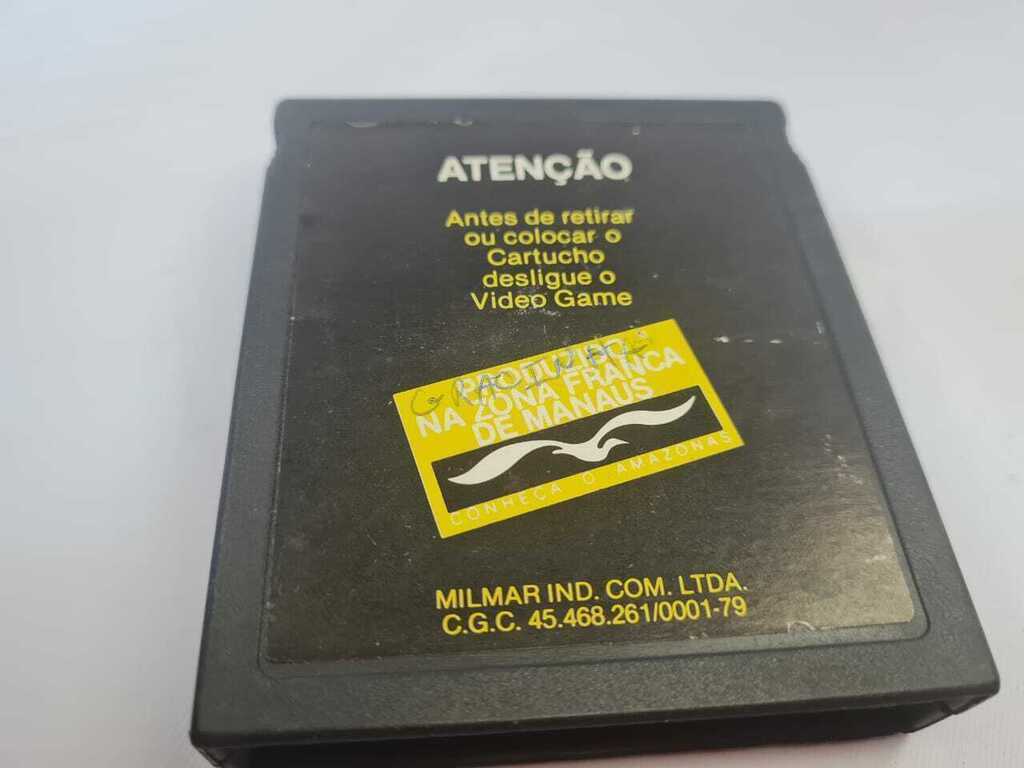 ATENÇÃO
Antes de retirar
ou colocar o
Cartucho
desligue o
Video Game
PRODUZIDO
NA ZONA FRANCA
DE MANAUS
CONHEÇA O AMAZONAS
MILMAR IND. COM. LTDA.
C.G.C. 45.468.261/0001-79